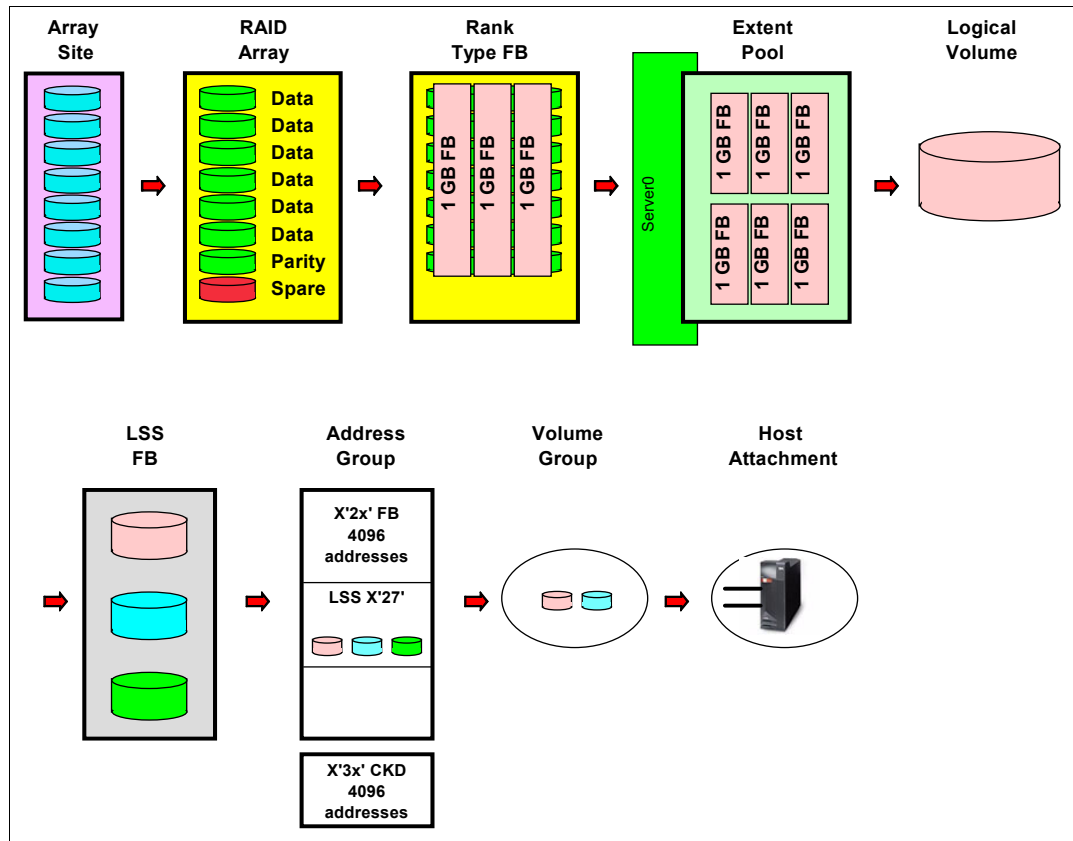 Array
Site
RAID
Array
Rank
Type FB
Extent
Pool
Logical
Volume
Data
Data
Data
Data
Data
Data
Parity
Spare
1 GB FB
1 GB FB
1 GB FB
Server0
1 GB FB
1 GB FB
1 GB FB
1 GB FB
1 GB FB
1 GB FB
LSS
FB
Address
Group
Volume
Group
Host
Attachment
X'2x' FB
4096
addresses
LSS X'27'
X'3x' CKD
4096
addresses